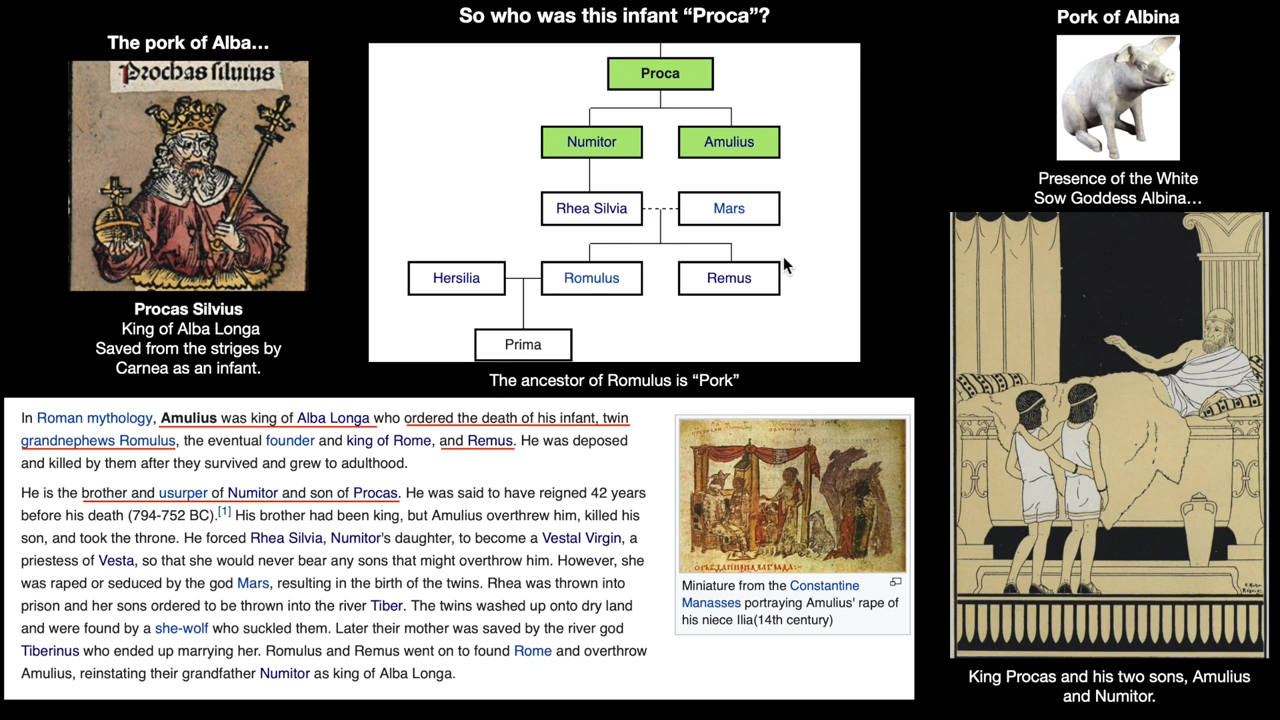 So who was this infant “Proca”?
The pork of Alba…
Prochas siluius
Procas Silvius
King of Alba Longa
Saved from the striges by
Carnea as an infant.
Proca
Numitor
Amulius
Rhea Silvia
Mars
Hersilia
Romulus
Remus
Prima
The ancestor of Romulus is “Pork”
Pork of Albina
Presence of the White
Sow Goddess Albina…
King Procas and his two sons, Amulius
and Numitor.
In Roman mythology, Amulius was king of Alba Longa who ordered the death of his infant, twin
grandnephews Romulus, the eventual founder and king of Rome, and Remus. He was deposed
and killed by them after they survived and grew to adulthood.
He is the brother and usurper of Numitor and son of Procas. He was said to have reigned 42 years
before his death (794-752 BC).[1] His brother had been king, but Amulius overthrew him, killed his
son, and took the throne. He forced Rhea Silvia, Numitor's daughter, to become a Vestal Virgin, a
priestess of Vesta, so that she would never bear any sons that might overthrow him. However, she
was raped or seduced by the god Mars, resulting in the birth of the twins. Rhea was thrown into
prison and her sons ordered to be thrown into the river Tiber. The twins washed up onto dry land
and were found by a she-wolf who suckled them. Later their mother was saved by the river god
Tiberinus who ended up marrying her. Romulus and Remus went on to found Rome and overthrow
Amulius, reinstating their grandfather Numitor as king of Alba Longa.
Miniature from the Constantine
Manasses portraying Amulius' rape of
his niece Ilia(14th century)